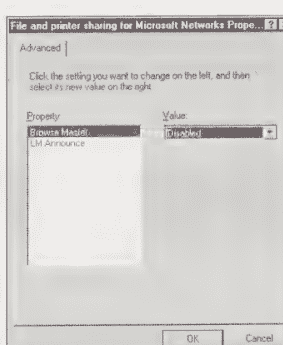 File and printer sharing for Microsoft Networks Prope... ?
Advanced
Click the setting you want to change on the left, and then
select its new value on the right.
Property
Value:
Browse Master
Disabled
LM Announce
OK
Cancel